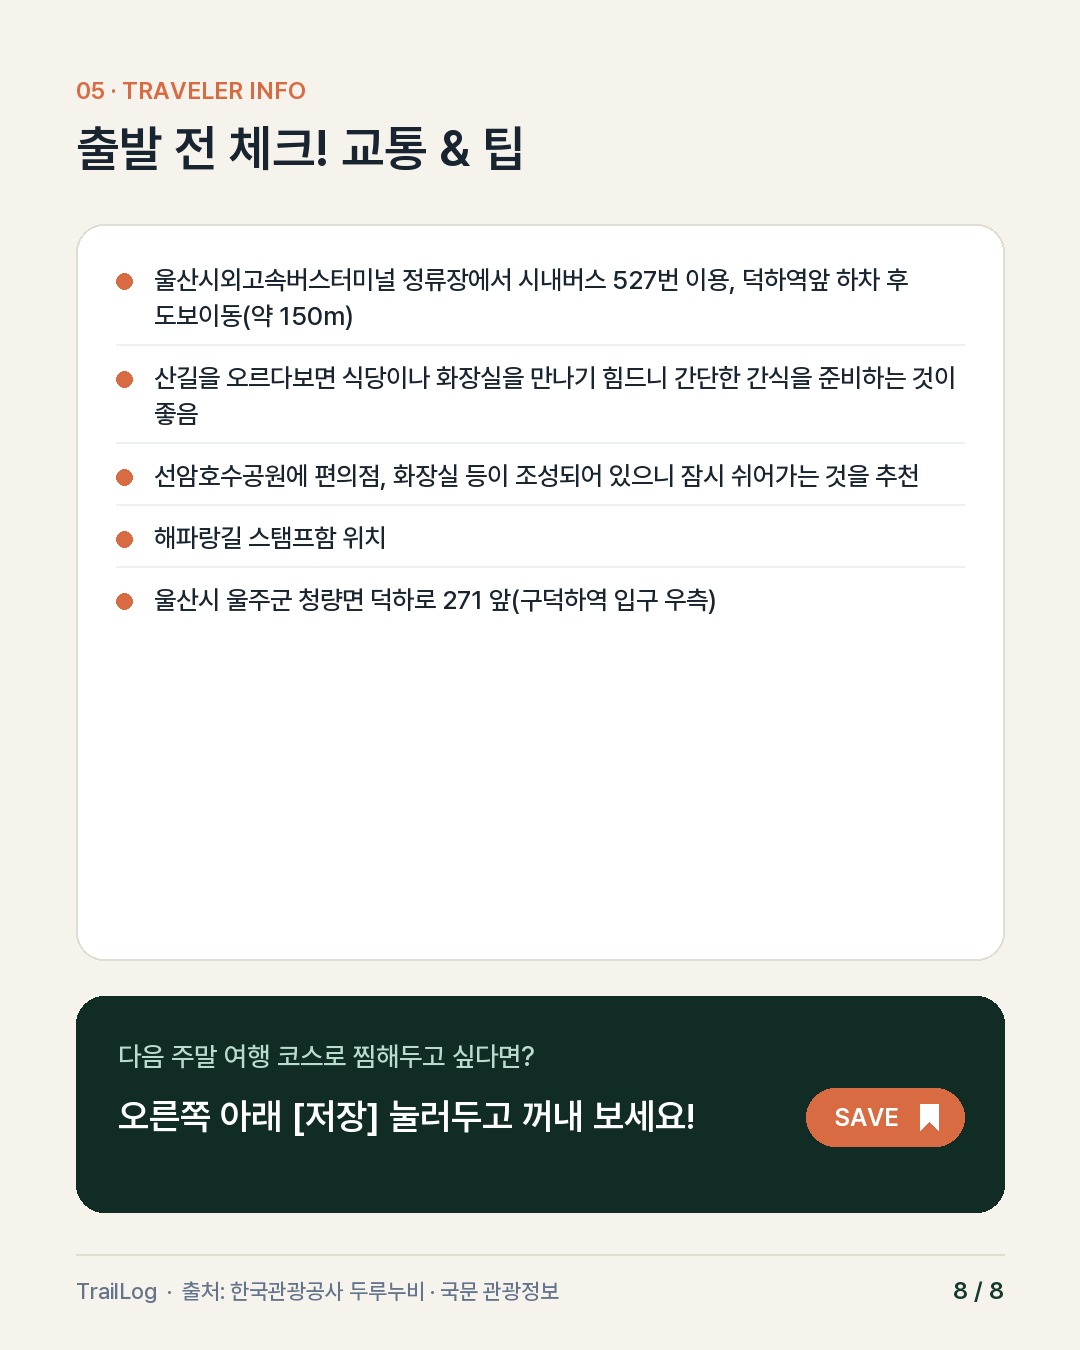 05 · TRAVELER INFO
출발 전 체크! 교통 & 팁
울산시외고속버스터미널 정류장에서 시내버스 527번 이용, 덕하역앞 하차 후
도보이동(약 150m)
산길을 오르다보면 식당이나 화장실을 만나기 힘드니 간단한 간식을 준비하는 것이
좋음
선암호수공원에 편의점, 화장실 등이 조성되어 있으니 잠시 쉬어가는 것을 추천
해파랑길 스탬프함 위치
울산시 울주군 청량면 덕하로 271 앞(구덕하역 입구 우측)
다음 주말 여행 코스로 찜해두고 싶다면?
오른쪽 아래 [저장] 눌러두고 꺼내 보세요!
SAVE
TrailLog · 출처: 한국관광공사 두루누비 · 국문 관광정보
8 / 8